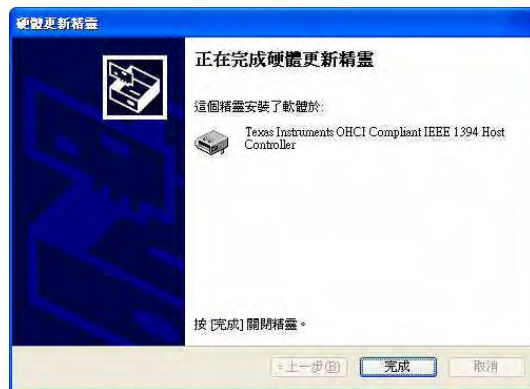 硬體更新精靈
正在完成硬體更新精靈
這個精靈安裝了軟體於:
Texas Instruments OHCI Compliant IEEE 1394 Host
Controller
按 [完成] 關閉精靈。
<上一步(B)
完成
取消